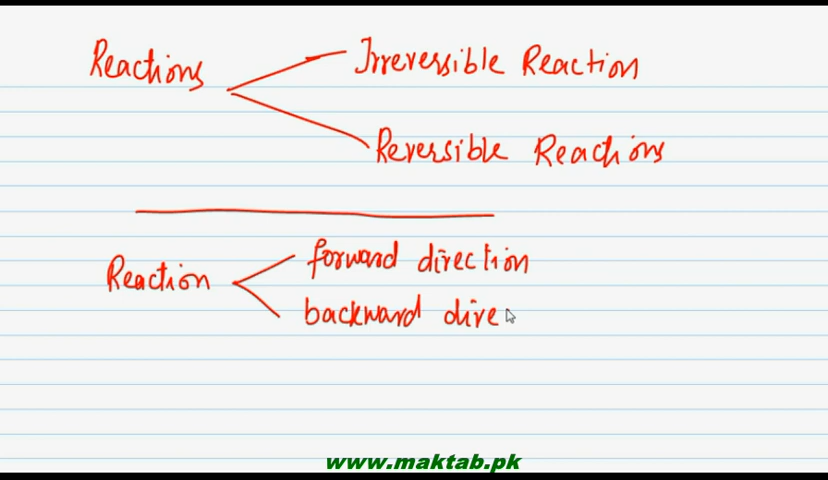 Reactions
Irreversible Reaction
Reversible Reactions
Reaction
forward direction
backward dire
www.maktab.pk